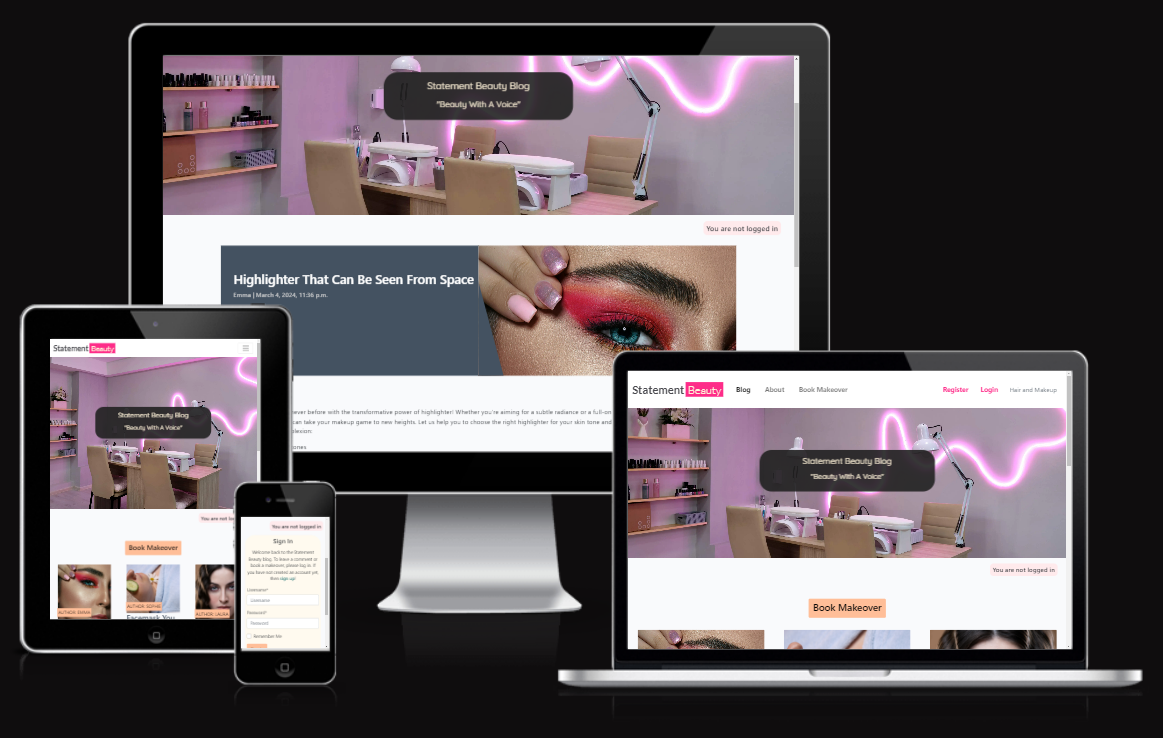 Statement Beauty Blog
"Beauty With A Voice"
You are not logged in
Highlighter That Can Be Seen From Space
Emma | March 4, 2024, 11:36 p.m.
ever before with the transformative power of highlighter! Whether you're aiming for a subtle radiance or a full-on
can take your makeup game to new heights. Let us help you to choose the right highlighter for your skin tone and
plexion:
ones
Statement Beauty
Statement Beauty Blog
"Beauty With A Voice"
You are not log
Book Makeover
AUTHOR: EMMA
AUTHOR: SOPHIE
AUTHOR: LAURA
Facemask You
You are not logged in
Sign In
Welcome back to the Statement
Beauty blog. To leave a comment or
book a makeover, please log in. If
you have not created an account yet,
then sign up!
Username*
Username
Password*
Password
Remember Me
Statement Beauty Blog About Book Makeover Register Login Hair and Makeup
Statement Beauty Blog
"Beauty With A Voice"
You are not logged in
Book Makeover